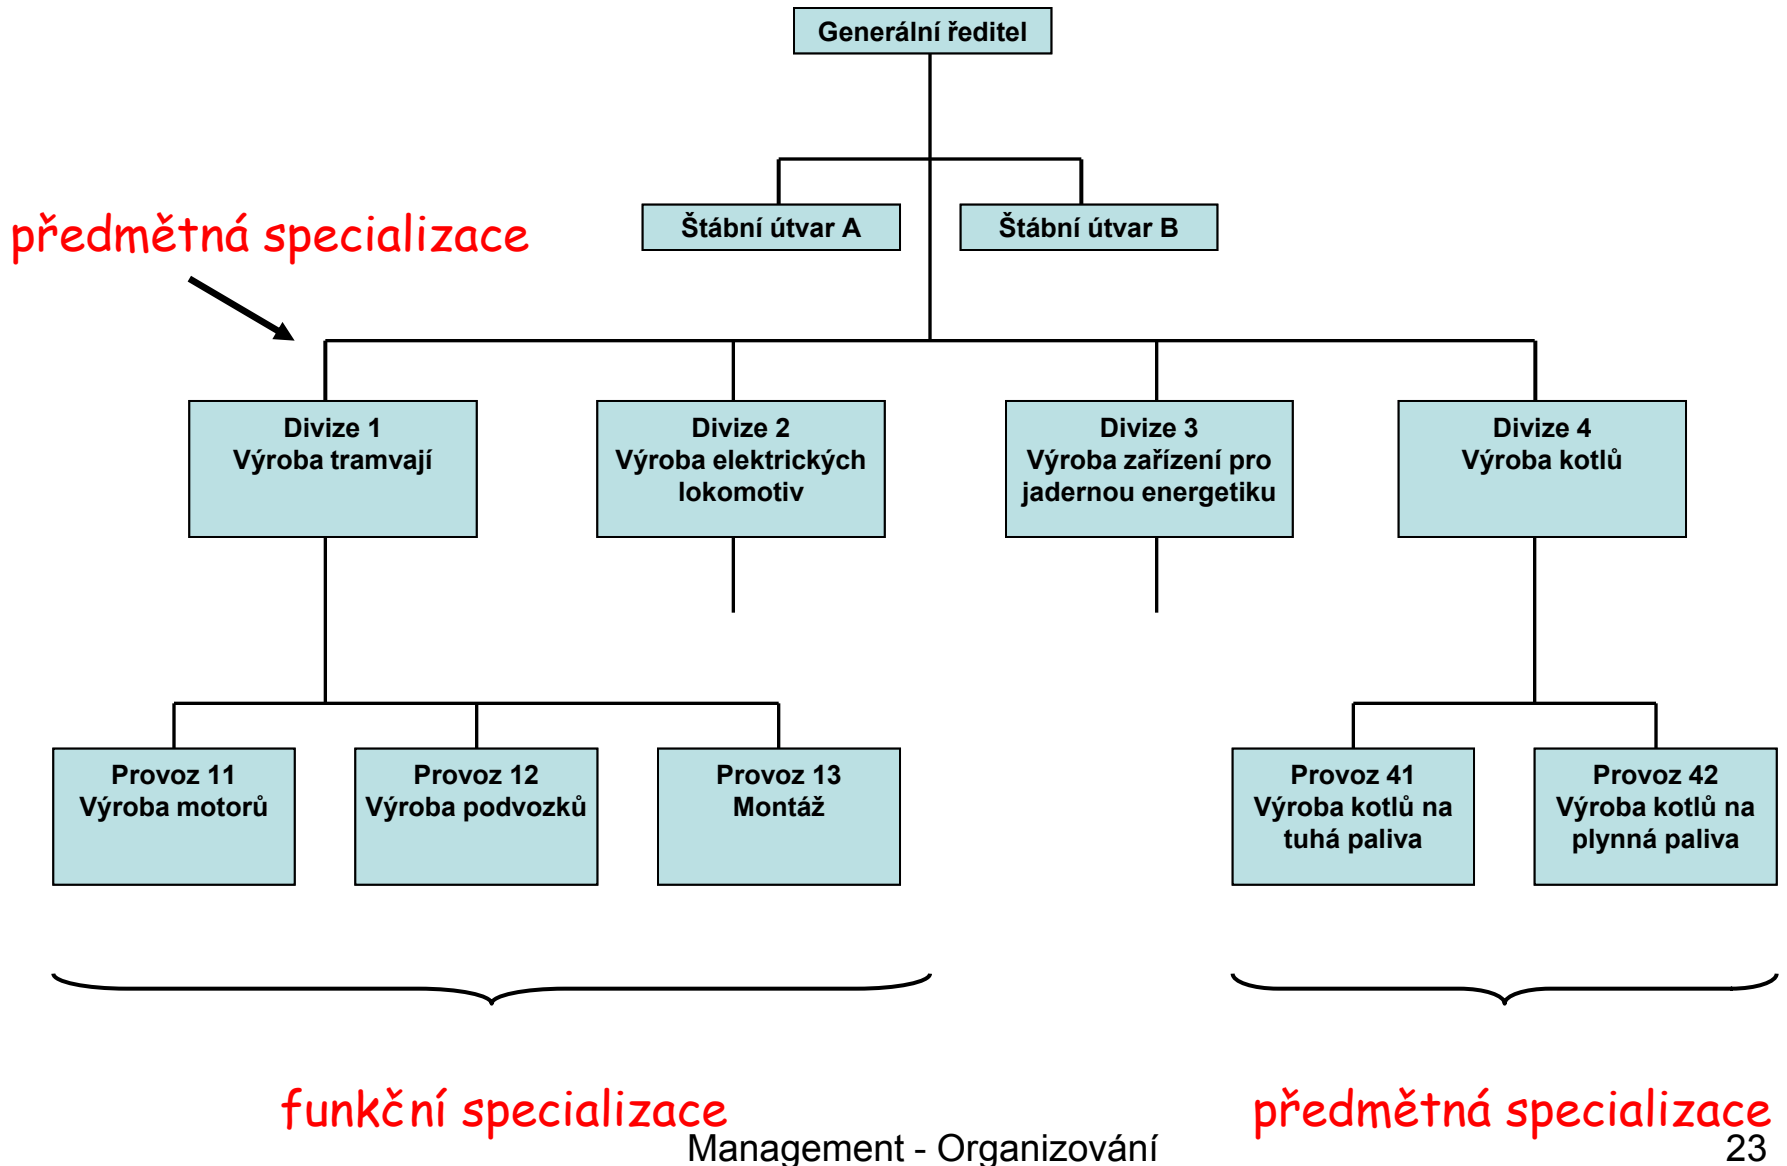 Generální ředitel
Štábní útvar A
Štábní útvar B
předmětná specializace
Divize 1
Výroba tramvají
Divize 2
Výroba elektrických
lokomotiv
Divize 3
Výroba zařízení pro
jadernou energetiku
Divize 4
Výroba kotlů
Provoz 11
Výroba motorů
Provoz 12
Výroba podvozků
Provoz 13
Montáž
Provoz 41
Výroba kotlů na
tuhá paliva
Provoz 42
Výroba kotlů na
plynná paliva
funkční specializace
předmětná specializace
Management - Organizování
23